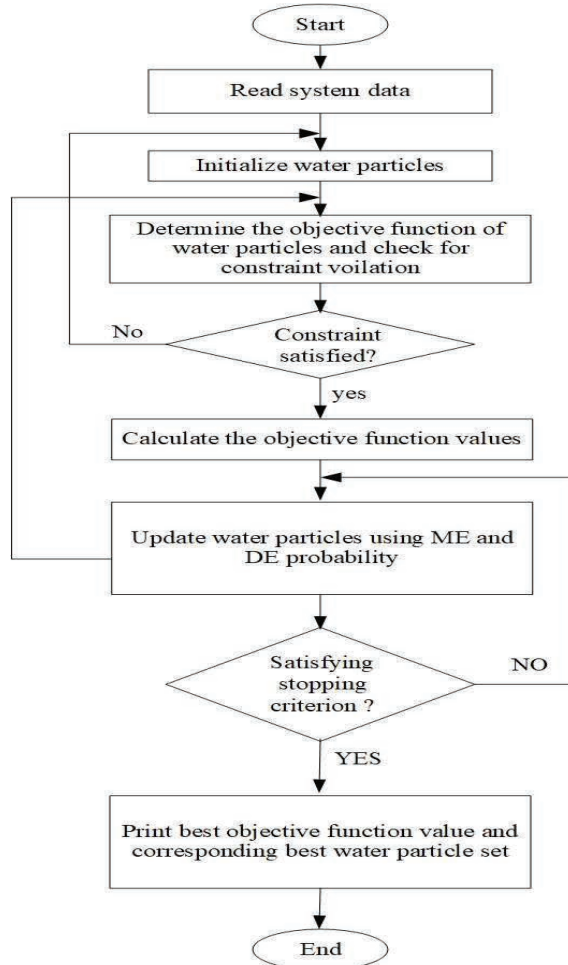 Start
Read system data
Initialize water particles
Determine the objective function of
water particles and check for
constraint voilation
No
Constraint
satisfied?
yes
Calculate the objective function values
Update water particles using ME and
DE probability
Satisfying
stopping
criterion ?
NO
YES
Print best objective function value and
corresponding best water particle set
End